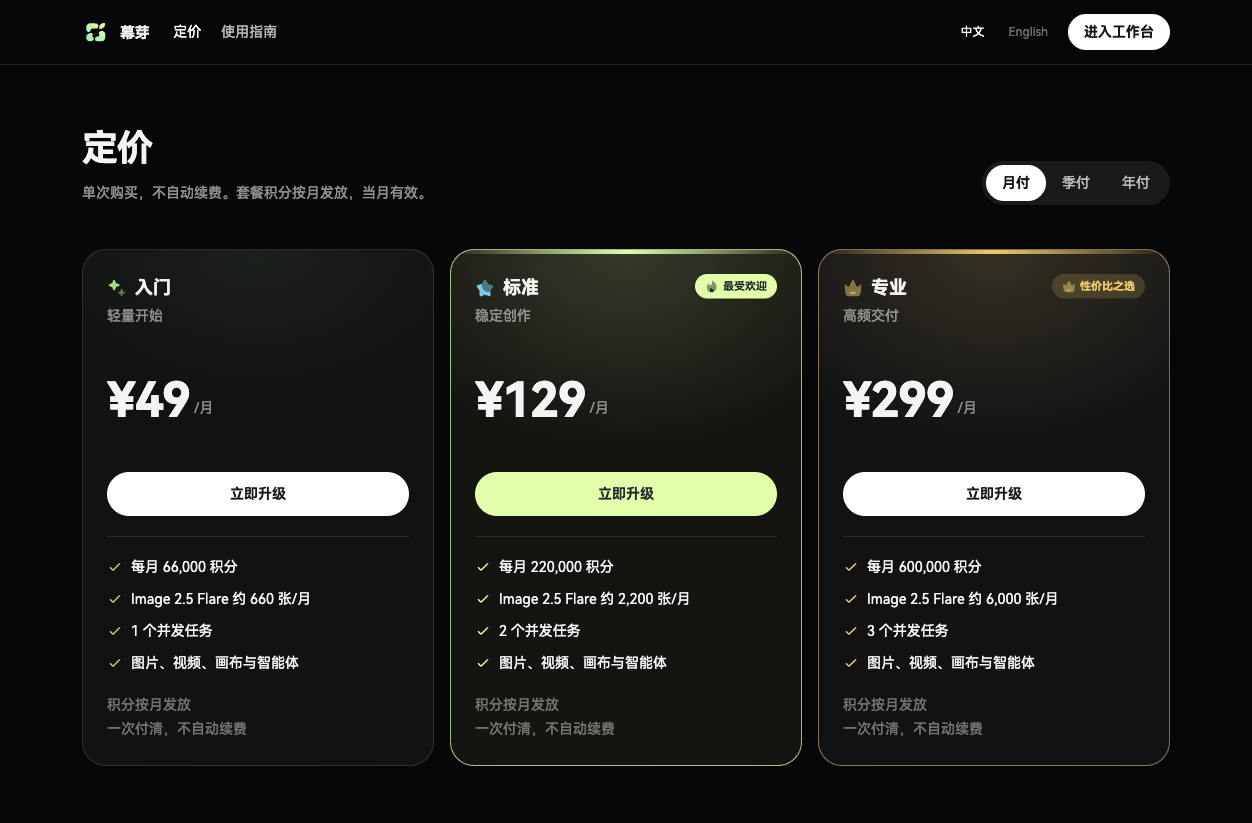 幕芽 定价 使用指南 中文 English 进入工作台
定价
单次购买，不自动续费。套餐积分按月发放，当月有效。
月付 季付 年付
入门
轻量开始
¥49 /月
立即升级
每月 66,000 积分
Image 2.5 Flare 约 660 张/月
1 个并发任务
图片、视频、画布与智能体
积分按月发放
一次付清，不自动续费
标准 最受欢迎
稳定创作
¥129 /月
立即升级
每月 220,000 积分
Image 2.5 Flare 约 2,200 张/月
2 个并发任务
图片、视频、画布与智能体
积分按月发放
一次付清，不自动续费
专业 性价比之选
高频交付
¥299 /月
立即升级
每月 600,000 积分
Image 2.5 Flare 约 6,000 张/月
3 个并发任务
图片、视频、画布与智能体
积分按月发放
一次付清，不自动续费